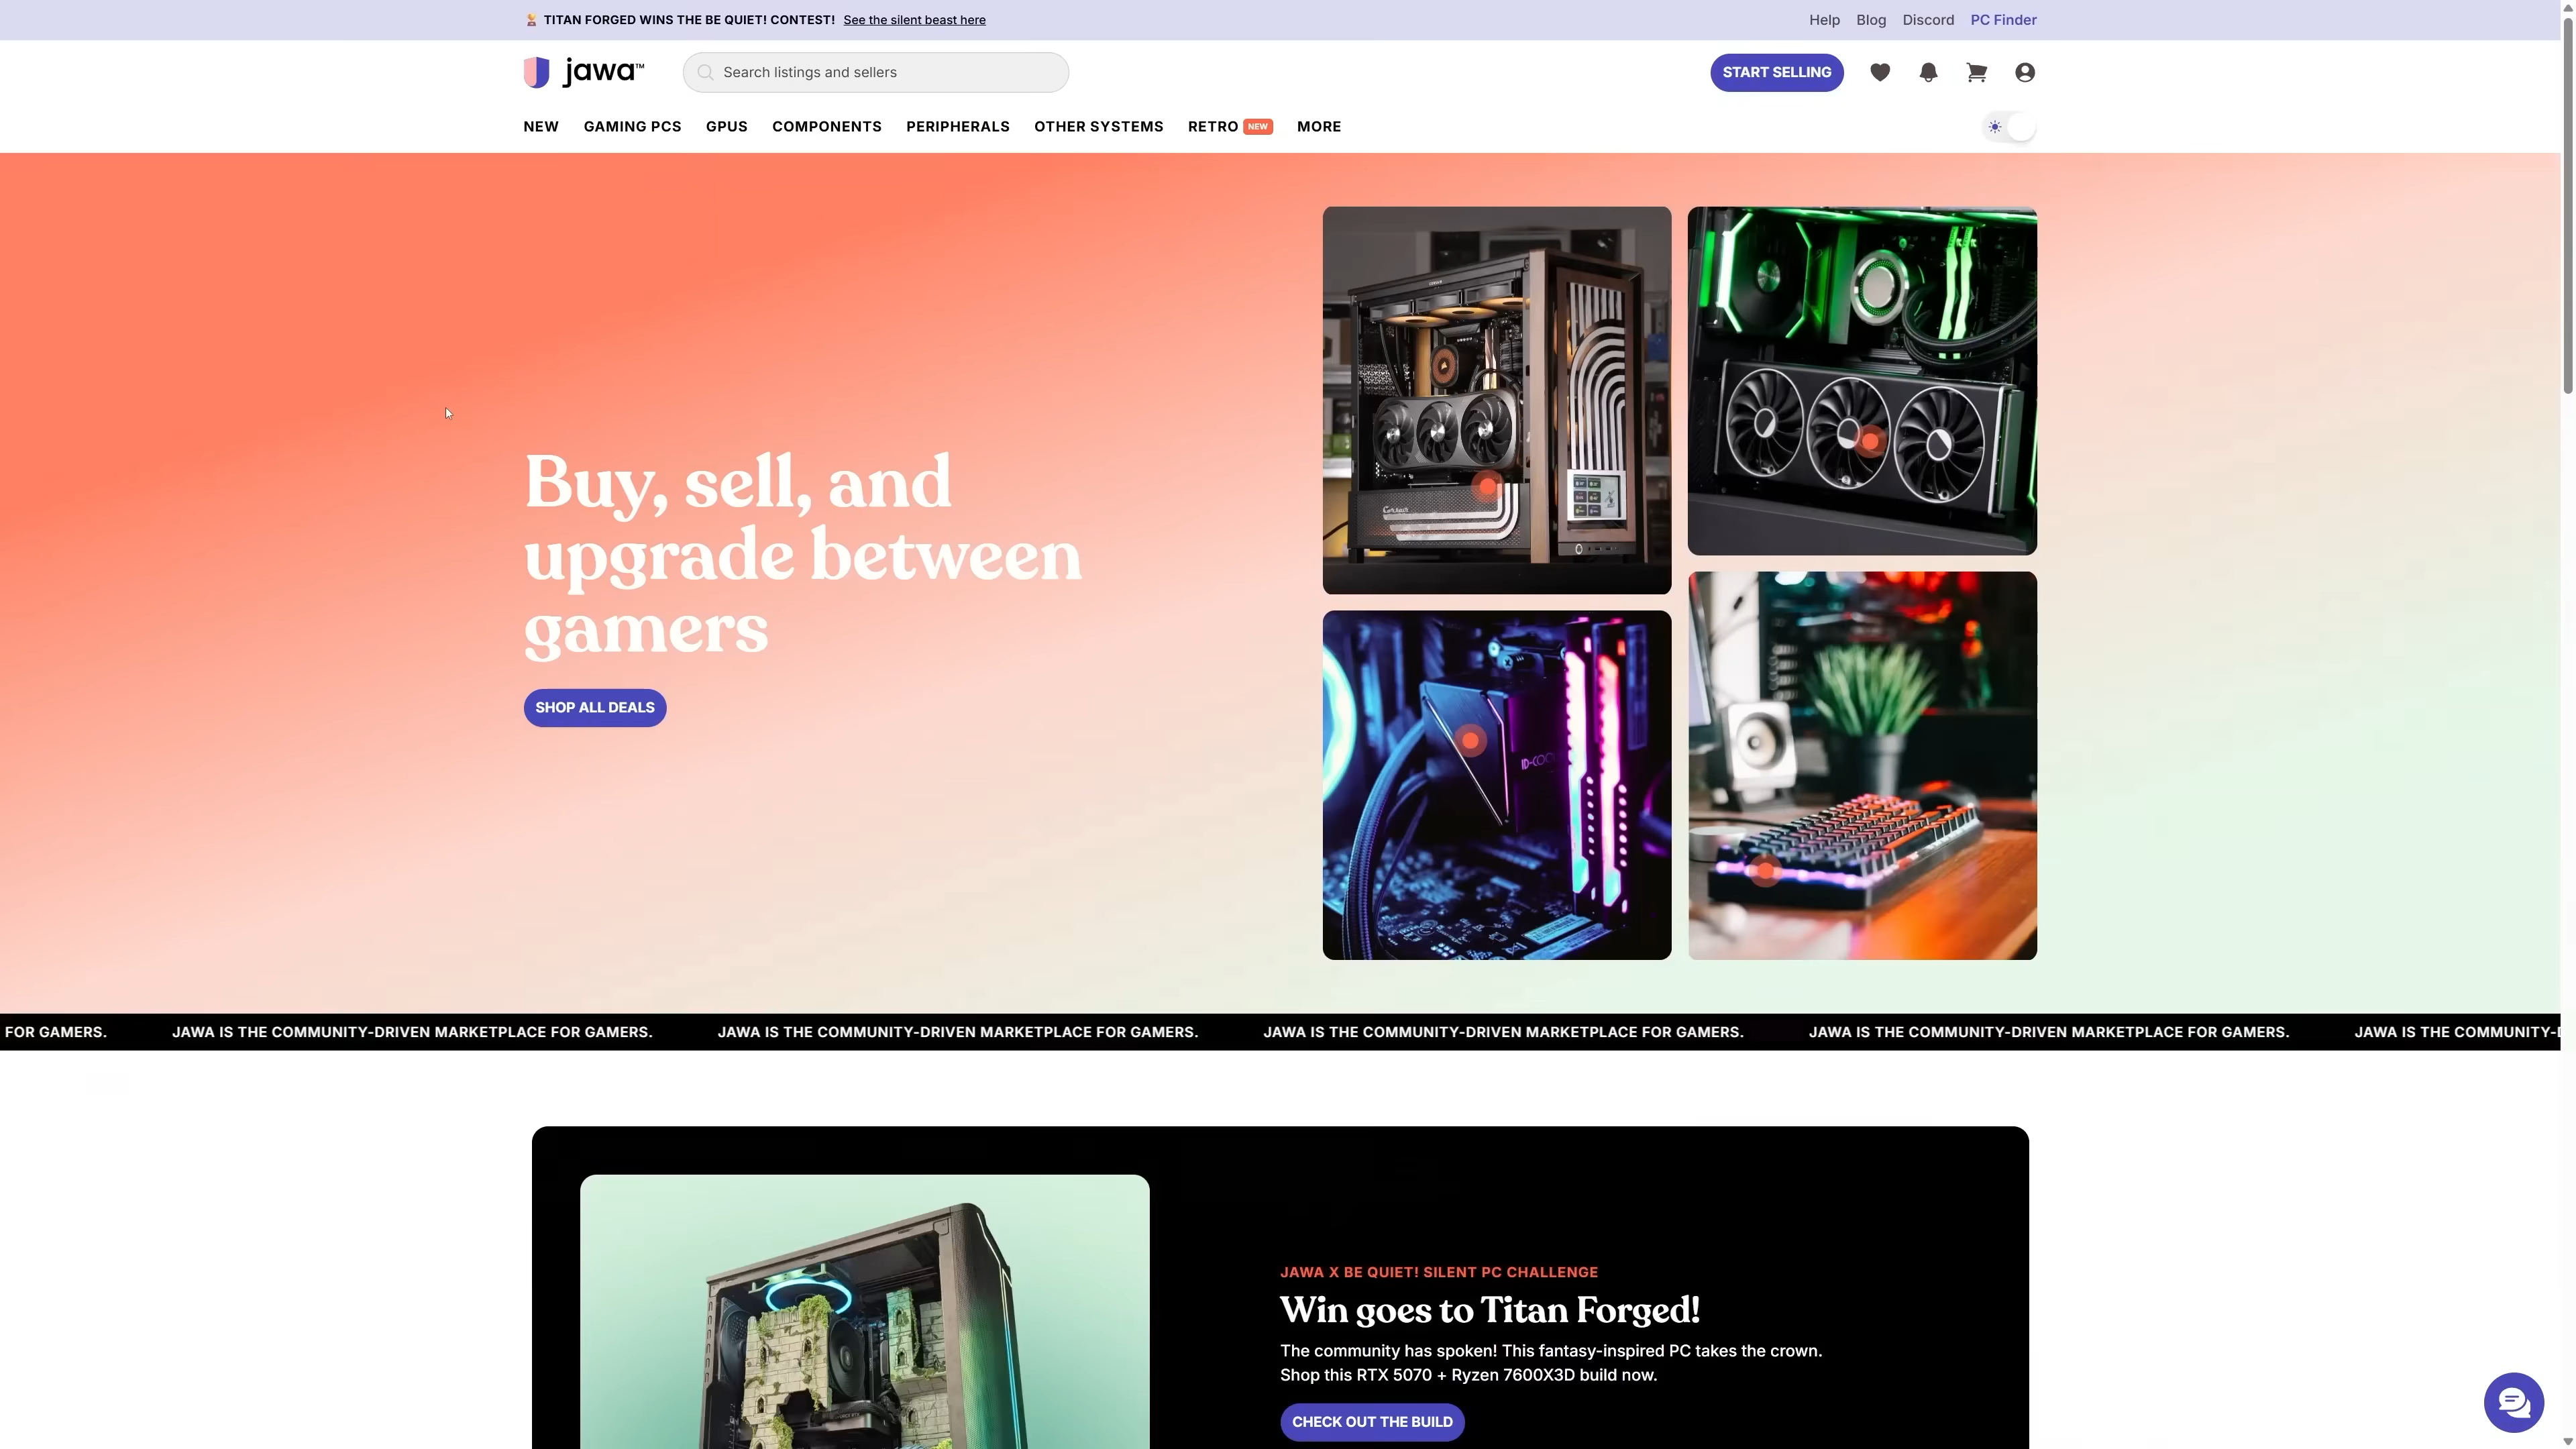 TITAN FORGED WINS THE BE QUIET! CONTEST! See the silent beast here
Help Blog Discord PC Finder
jawa™
Search listings and sellers
START SELLING
NEW GAMING PCS GPUS COMPONENTS PERIPHERALS OTHER SYSTEMS RETRO NEW MORE
Buy, sell, and
upgrade between
gamers
SHOP ALL DEALS
Corsair
ID-COOL
FOR GAMERS. JAWA IS THE COMMUNITY-DRIVEN MARKETPLACE FOR GAMERS. JAWA IS THE COMMUNITY-DRIVEN MARKETPLACE FOR GAMERS. JAWA IS THE COMMUNITY-DRIVEN MARKETPLACE FOR GAMERS. JAWA IS THE COMMUNITY-DRIVEN MARKETPLACE FOR GAMERS. JAWA IS THE COMMUNITY-
JAWA X BE QUIET! SILENT PC CHALLENGE
Win goes to Titan Forged!
The community has spoken! This fantasy-inspired PC takes the crown.
Shop this RTX 5070 + Ryzen 7600X3D build now.
CHECK OUT THE BUILD